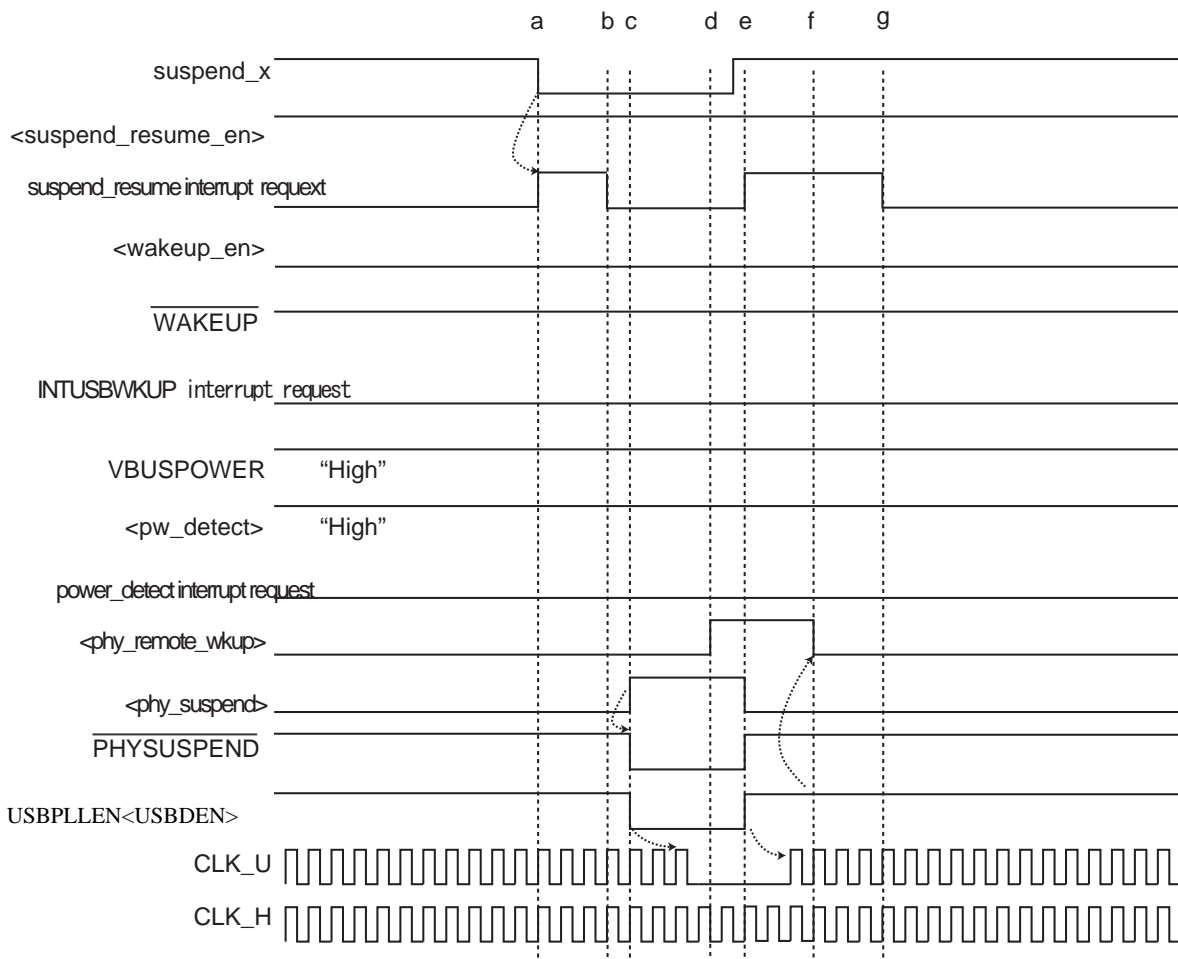 a b c d e f g
suspend_x
<suspend_resume_en>
suspend_resume interrupt requext
<wakeup_en>
WAKEUP
INTUSBWKUP interrupt request
VBUSPOWER “High”
<pw_detect> “High”
power_detect interrupt request
<phy_remote_wkup>
<phy_suspend>
PHYSUSPEND
USBPLLEN<USBDEN>
CLK_U
CLK_H